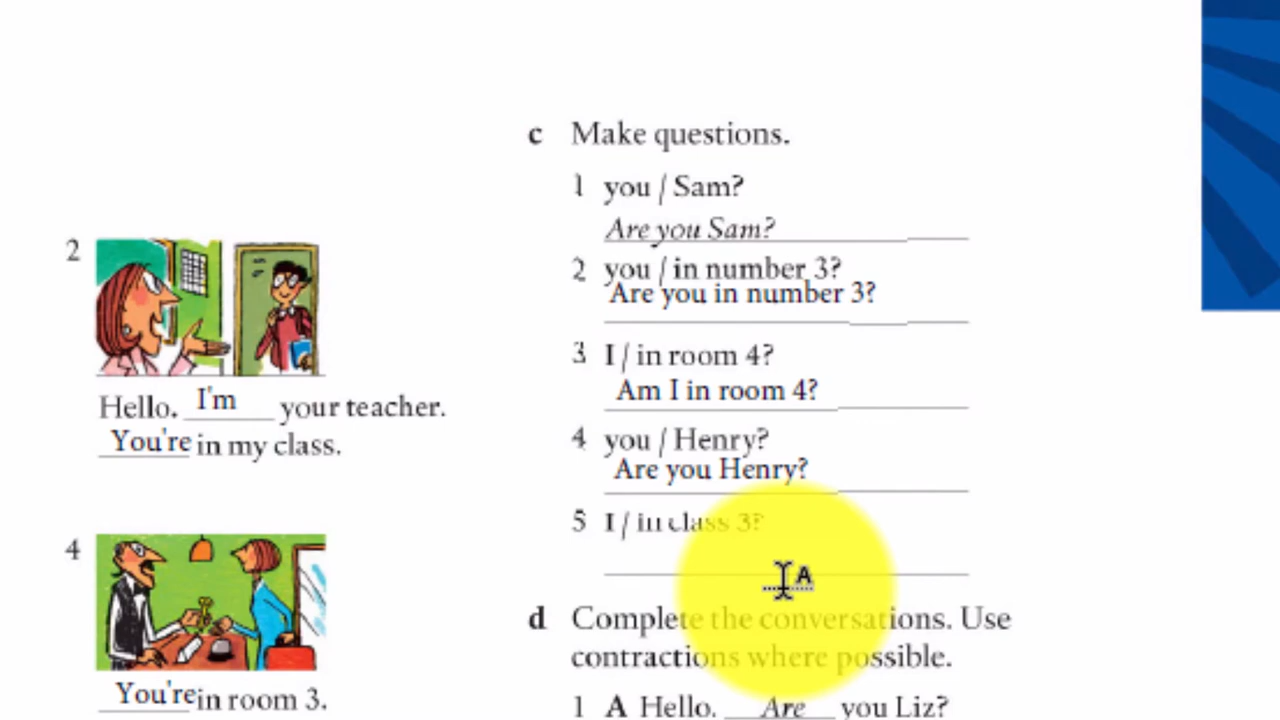 2
Hello. I'm your teacher.
You're in my class.
4
You're in room 3.
c Make questions.
1 you / Sam?
Are you Sam?
2 you / in number 3?
Are you in number 3?
3 I / in room 4?
Am I in room 4?
4 you / Henry?
Are you Henry?
5 I / in class 3?
A
d Complete the conversations. Use
contractions where possible.
1 A Hello. Are you Liz?